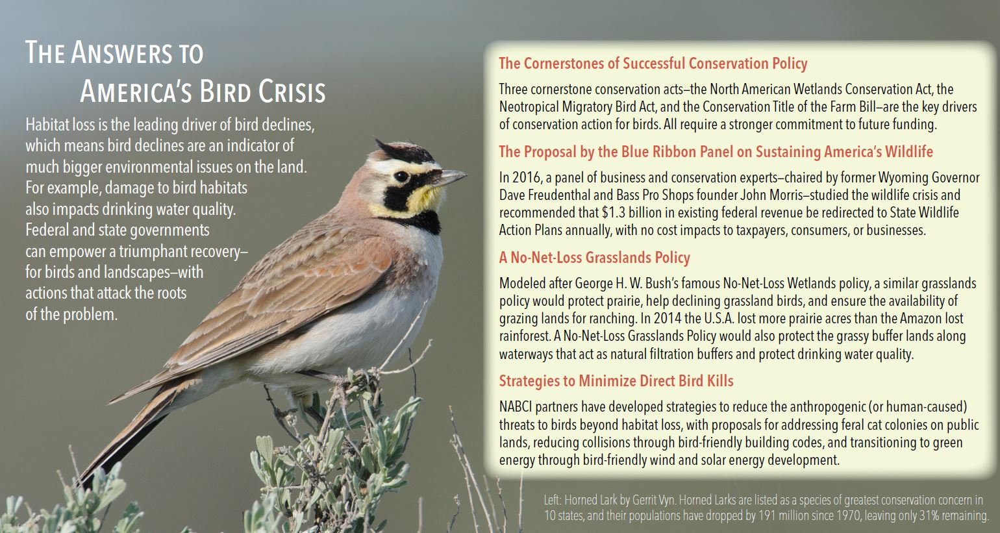 The Answers to
America's Bird Crisis
Habitat loss is the leading driver of bird declines,
which means bird declines are an indicator of
much bigger environmental issues on the land.
For example, damage to bird habitats
also impacts drinking water quality.
Federal and state governments
can empower a triumphant recovery—
for birds and landscapes—with
actions that attack the roots
of the problem.
The Cornerstones of Successful Conservation Policy
Three cornerstone conservation acts—the North American Wetlands Conservation Act, the
Neotropical Migratory Bird Act, and the Conservation Title of the Farm Bill—are the key drivers
of conservation action for birds. All require a stronger commitment to future funding.
The Proposal by the Blue Ribbon Panel on Sustaining America's Wildlife
In 2016, a panel of business and conservation experts—chaired by former Wyoming Governor
Dave Freudenthal and Bass Pro Shops founder John Morris—studied the wildlife crisis and
recommended that $1.3 billion in existing federal revenue be redirected to State Wildlife
Action Plans annually, with no cost impacts to taxpayers, consumers, or businesses.
A No-Net-Loss Grasslands Policy
Modeled after George H. W. Bush's famous No-Net-Loss Wetlands policy, a similar grasslands
policy would protect prairie, help declining grassland birds, and ensure the availability of
grazing lands for ranching. In 2014 the U.S.A. lost more prairie acres than the Amazon lost
rainforest. A No-Net-Loss Grasslands Policy would also protect the grassy buffer lands along
waterways that act as natural filtration buffers and protect drinking water quality.
Strategies to Minimize Direct Bird Kills
NABCI partners have developed strategies to reduce the anthropogenic (or human-caused)
threats to birds beyond habitat loss, with proposals for addressing feral cat colonies on public
lands, reducing collisions through bird-friendly building codes, and transitioning to green
energy through bird-friendly wind and solar energy development.
Left: Horned Lark by Gerrit Vyn. Horned Larks are listed as a species of greatest conservation concern in
10 states, and their populations have dropped by 191 million since 1970, leaving only 31% remaining.